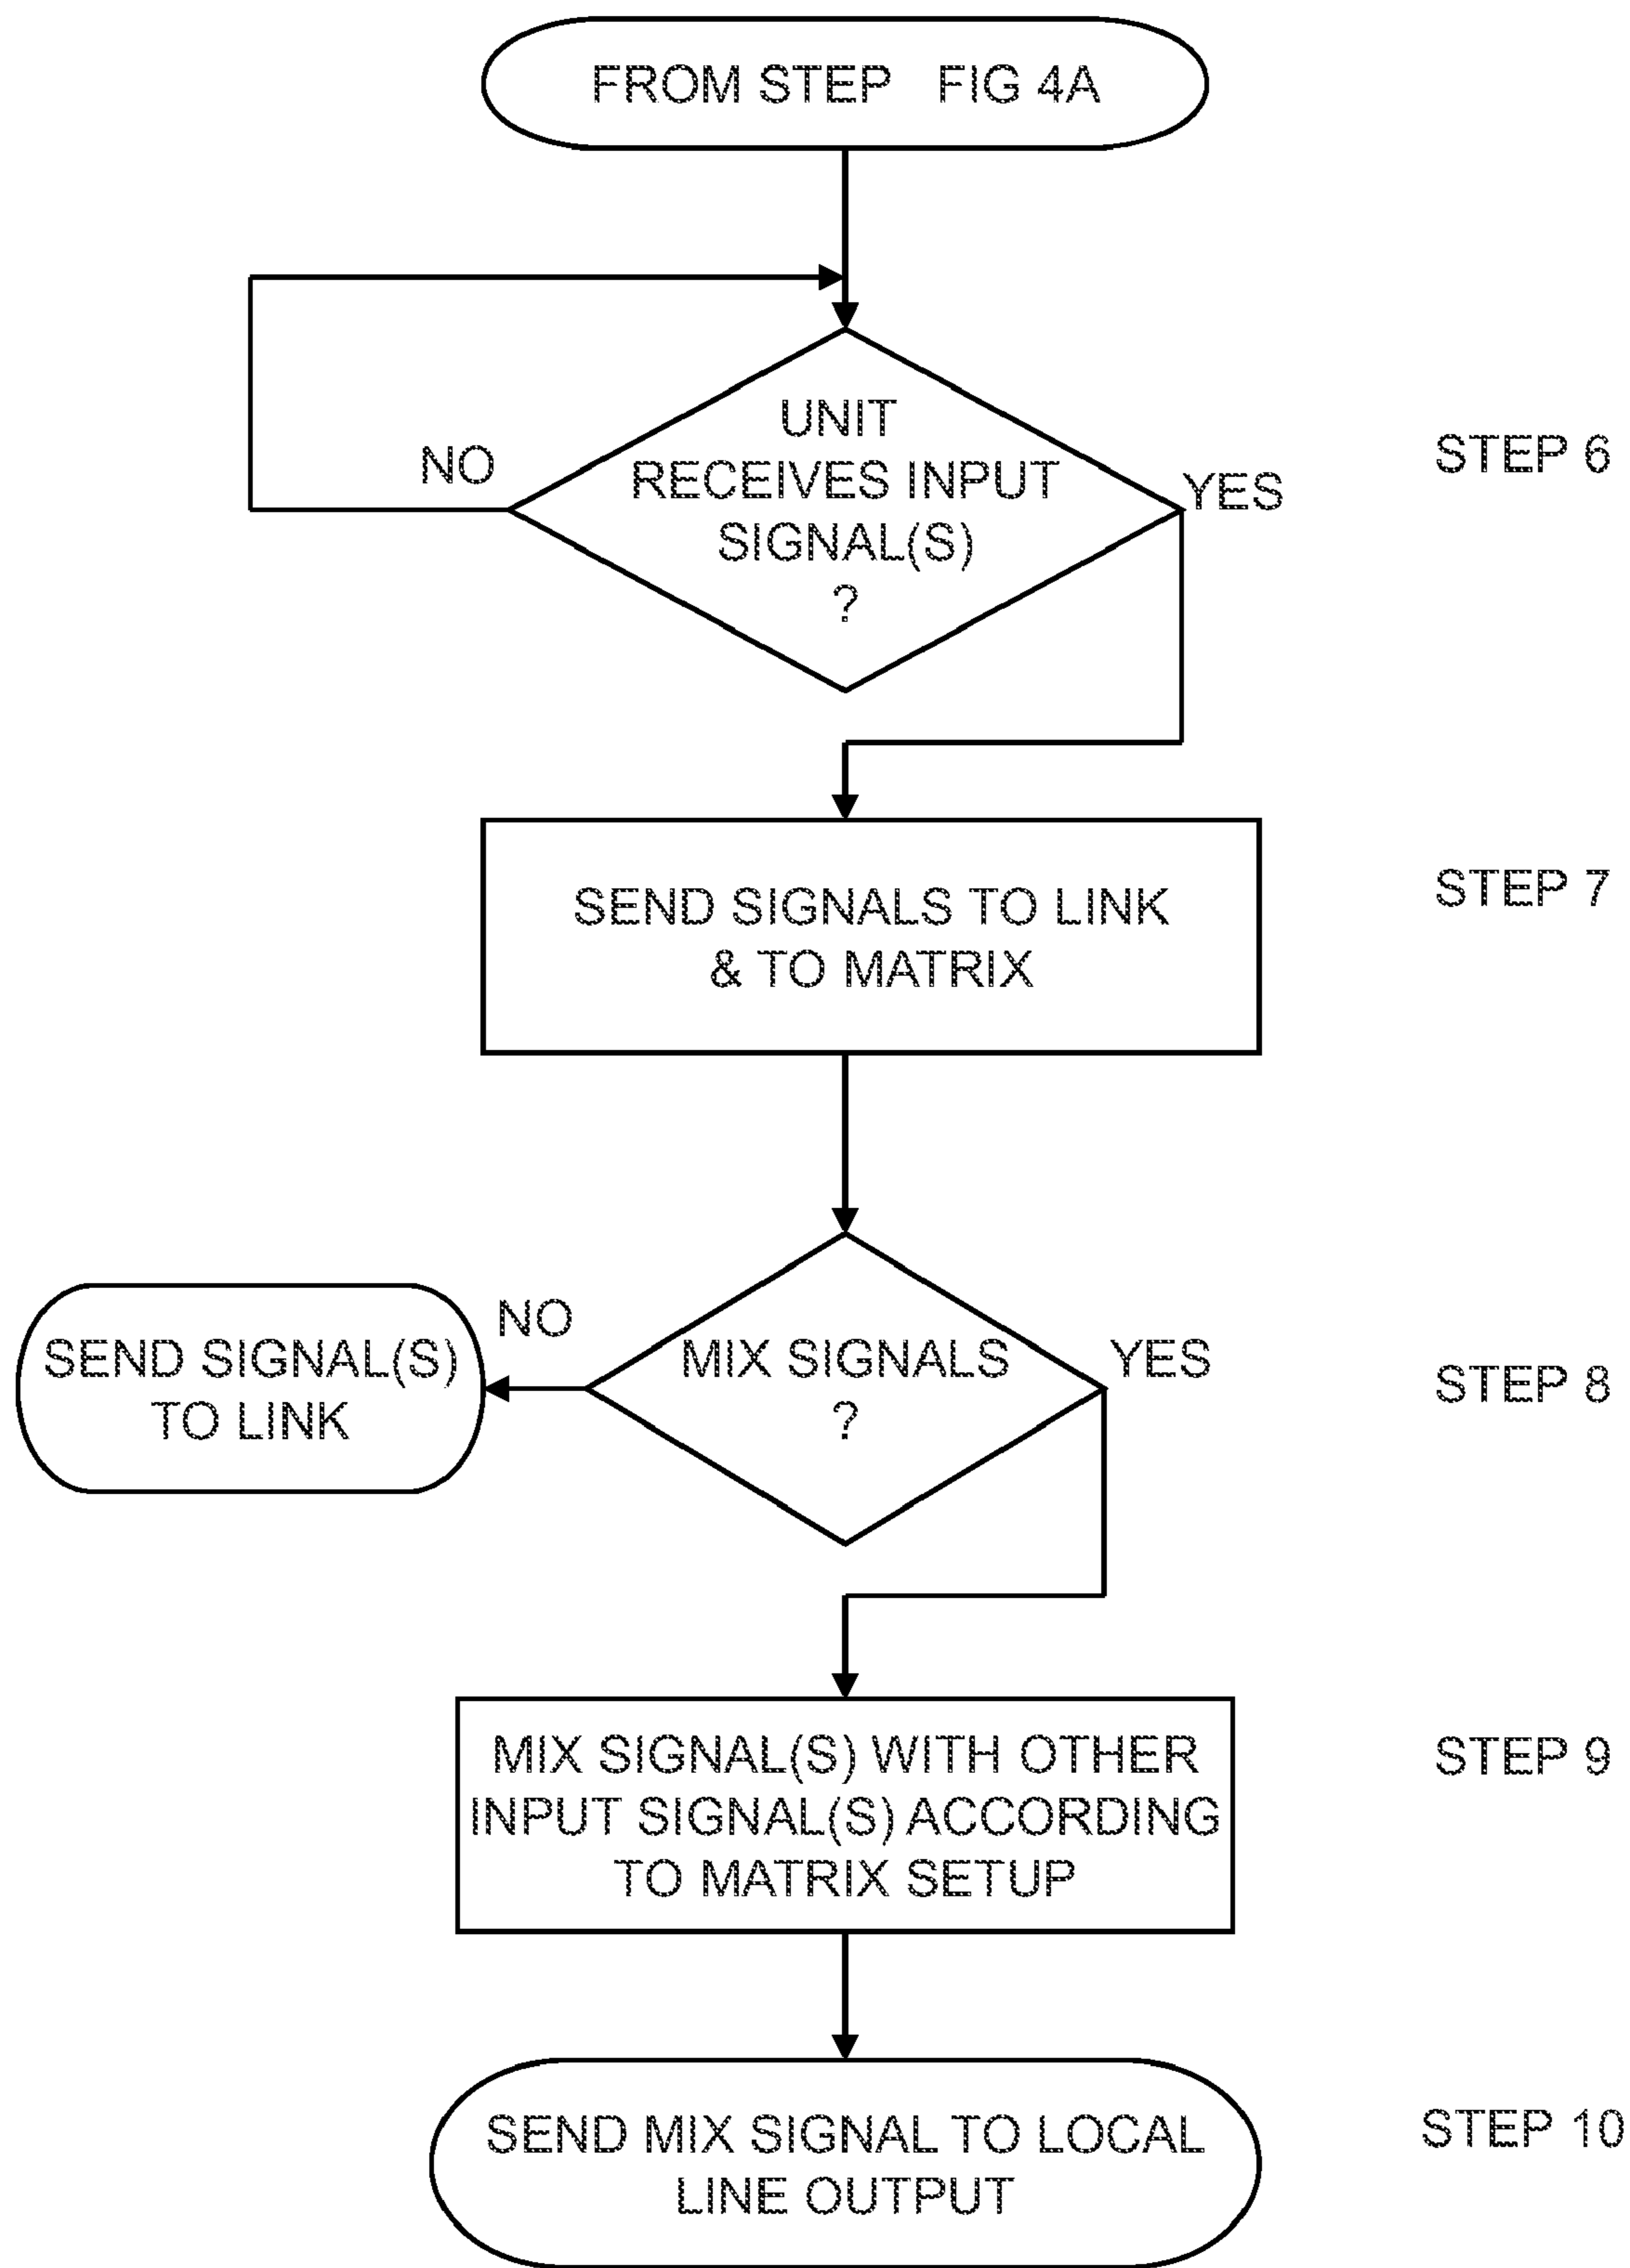 FROM STEP FIG 4A
UNIT
RECEIVES INPUT
SIGNAL(S)
?
NO
YES
STEP 6
SEND SIGNALS TO LINK
& TO MATRIX
STEP 7
SEND SIGNAL(S)
TO LINK
NO
MIX SIGNALS
?
YES
STEP 8
MIX SIGNAL(S) WITH OTHER
INPUT SIGNAL(S) ACCORDING
TO MATRIX SETUP
STEP 9
SEND MIX SIGNAL TO LOCAL
LINE OUTPUT
STEP 10